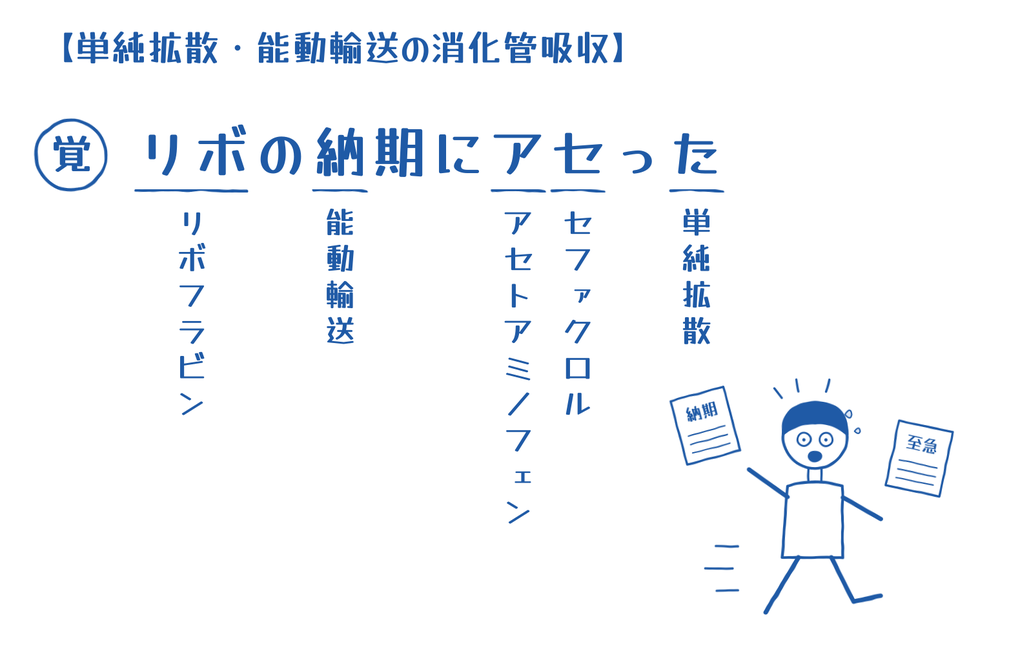 【単純拡散・能動輸送の消化管吸収】
覚 リボの納期にアセった
リボフラビン
能動輸送
アセトアミノフェン
セファクロル
単純拡散
納期
至急